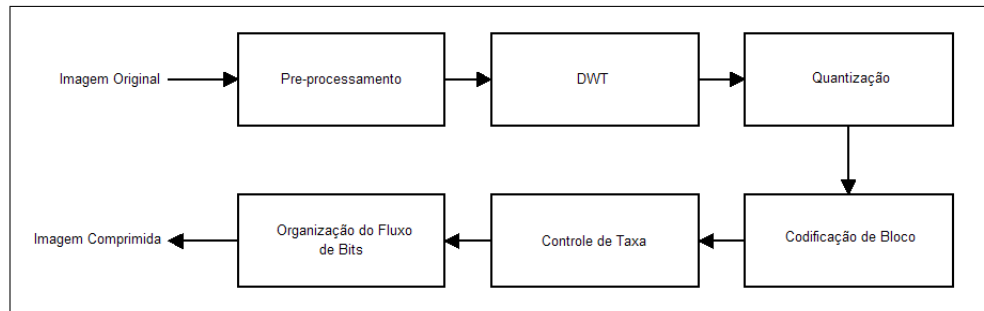 Imagem Original
Pre-processamento
DWT
Quantização
Imagem Comprimida
Organização do Fluxo
de Bits
Controle de Taxa
Codificação de Bloco